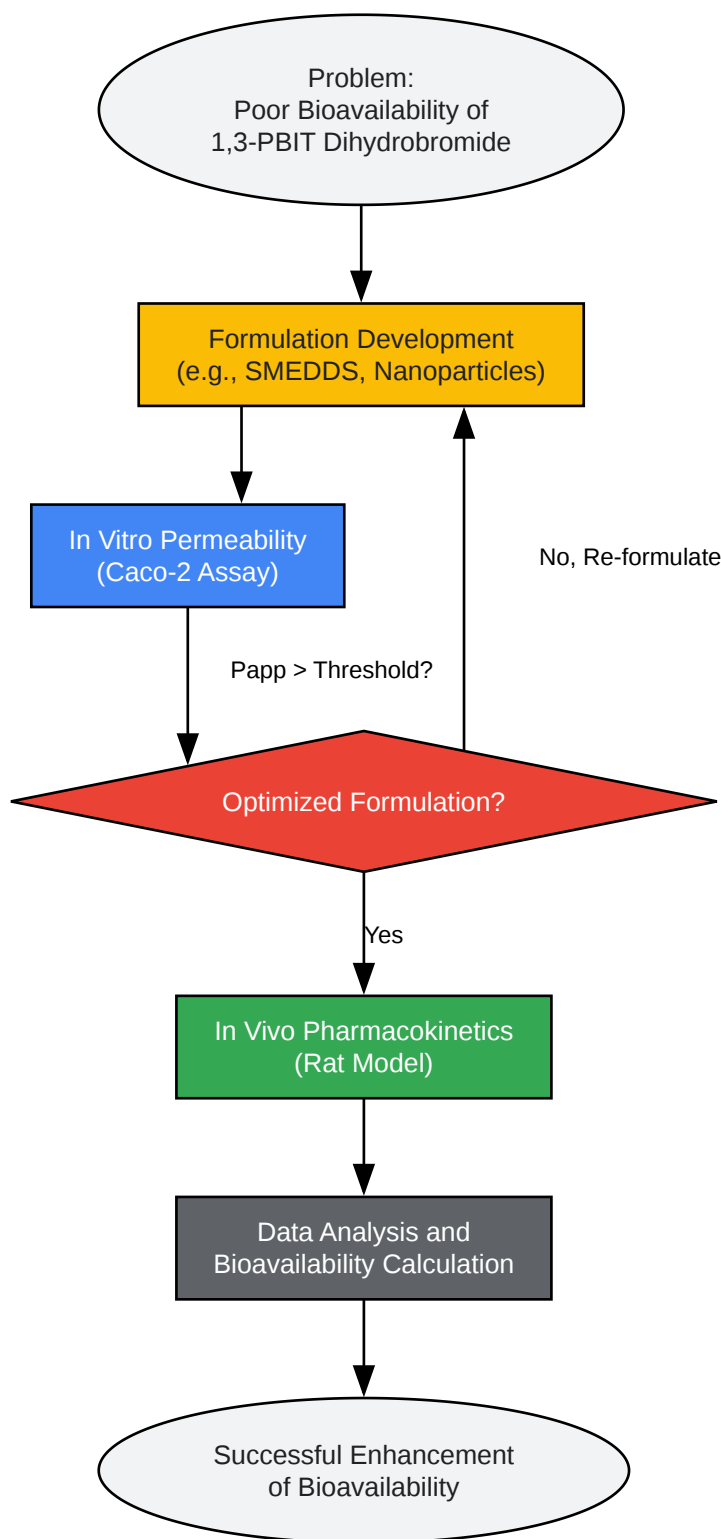 Problem:
Poor Bioavailability of
1,3-PBIT Dihydrobromide
Formulation Development
(e.g., SMEDDS, Nanoparticles)
In Vitro Permeability
(Caco-2 Assay)
No, Re-formulate
Papp > Threshold?
Optimized Formulation?
Yes
In Vivo Pharmacokinetics
(Rat Model)
Data Analysis and
Bioavailability Calculation
Successful Enhancement
of Bioavailability